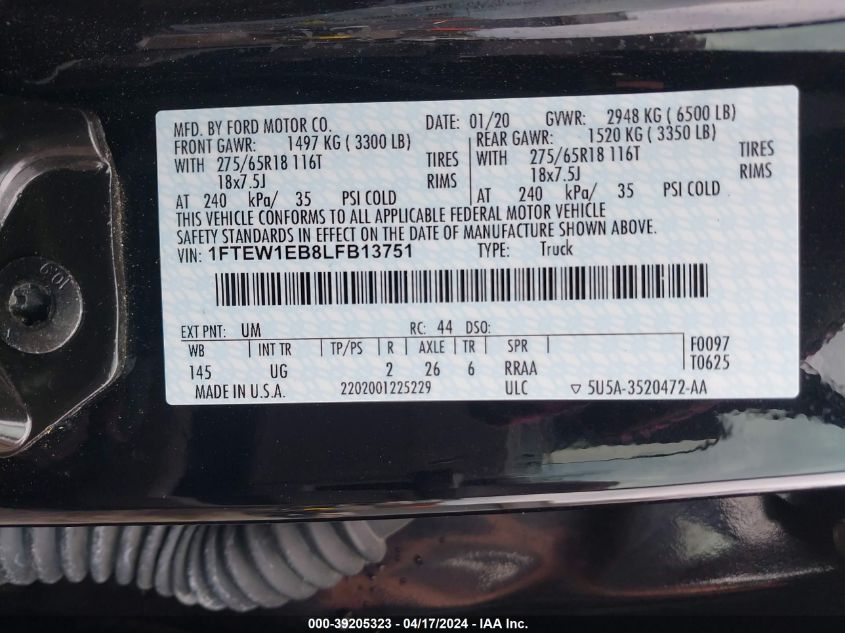 MFD. BY FORD MOTOR CO. DATE: 01/20 GVWR: 2948 KG ( 6500 LB)
FRONT GAWR: 1497 KG ( 3300 LB) REAR GAWR: 1520 KG ( 3350 LB)
WITH 275/65R18 116T TIRES WITH 275/65R18 116T TIRES
18x7.5J RIMS 18x7.5J RIMS
AT 240 kPa/ 35 PSI COLD AT 240 kPa/ 35 PSI COLD
THIS VEHICLE CONFORMS TO ALL APPLICABLE FEDERAL MOTOR VEHICLE
SAFETY STANDARDS IN EFFECT ON THE DATE OF MANUFACTURE SHOWN ABOVE.
VIN: 1FTEW1EB8LFB13751 TYPE: Truck
EXT PNT: UM RC: 44 DSO:
WB INT TR TP/PS R AXLE TR SPR F0097
145 UG 2 26 6 RRAA T0625
MADE IN U.S.A. 2202001225229 ULC ▽ 5U5A-3520472-AA
10.9
000-39205323 - 04/17/2024 - IAA Inc.